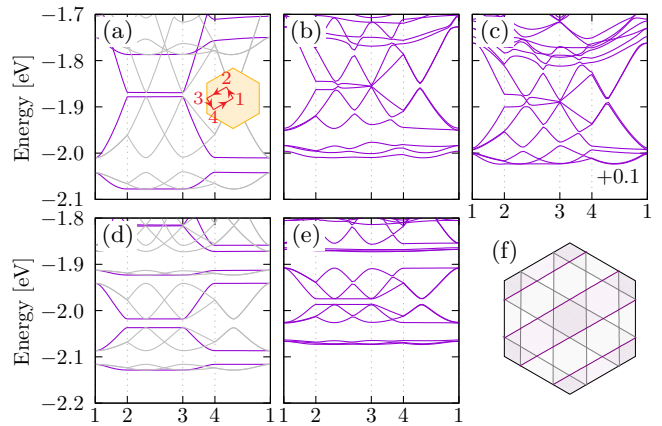 (a)
(b)
(c)
−1.7
−1.8
−1.9
−2.0
−2.1
Energy [eV]
2
3
1
4
+0.1
1 2 3 4 1
(d)
(e)
(f)
−1.8
−1.9
−2.0
−2.1
−2.2
Energy [eV]
1 2 3 4 1
1 2 3 4 1